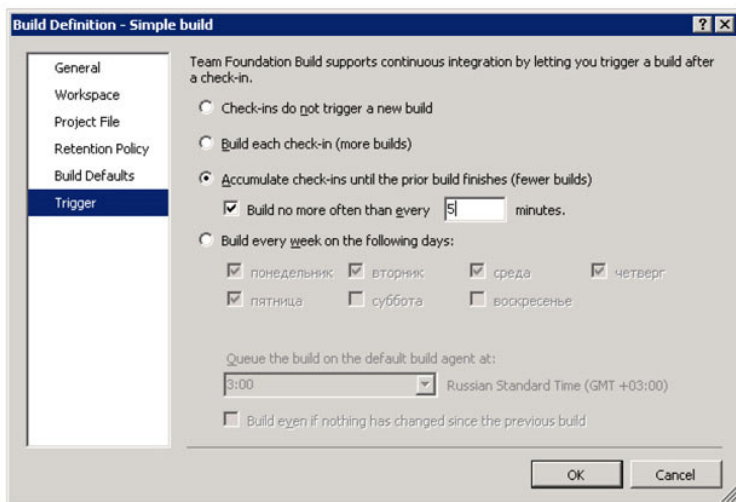 Build Definition - Simple build
General
Workspace
Project File
Retention Policy
Build Defaults
Trigger
Team Foundation Build supports continuous integration by letting you trigger a build after
a check-in.
Check-ins do not trigger a new build
Build each check-in (more builds)
Accumulate check-ins until the prior build finishes (fewer builds)
Build no more often than every 5 minutes.
Build every week on the following days:
понедельник вторник среда четверг
пятница суббота воскресенье
Queue the build on the default build agent at:
3:00 Russian Standard Time (GMT +03:00)
Build even if nothing has changed since the previous build
OK Cancel